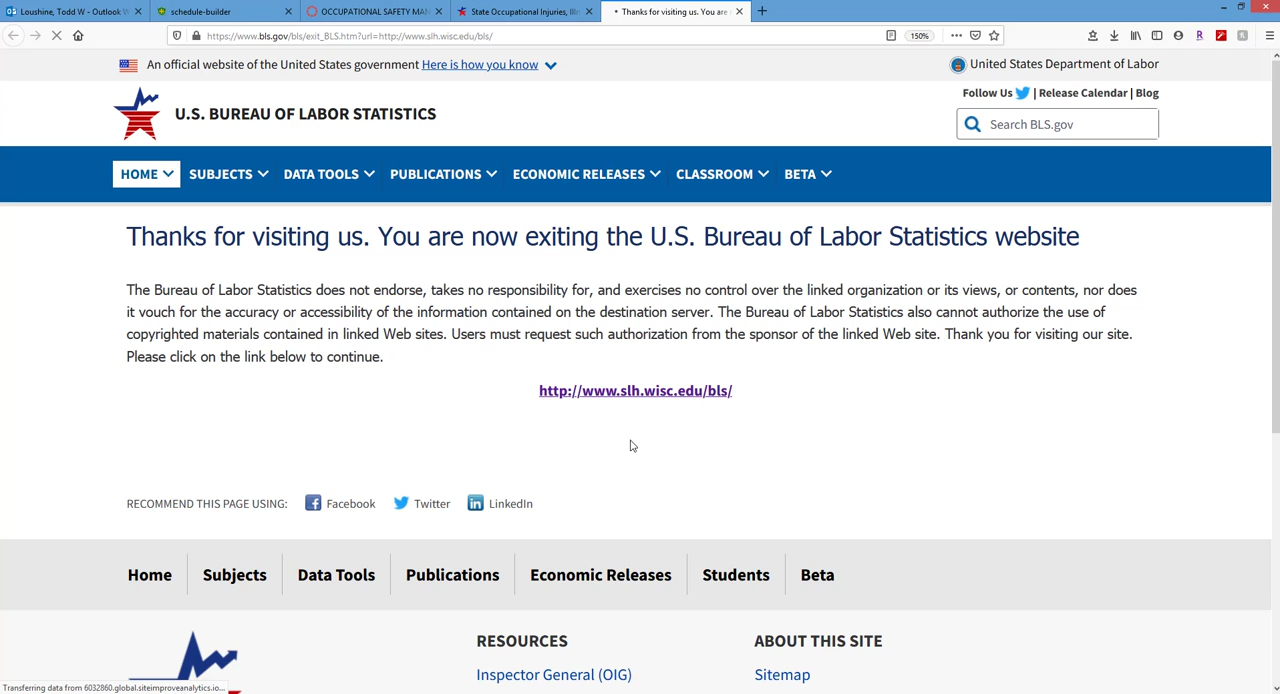 Loushine, Todd W - Outlook W
schedule-builder
OCCUPATIONAL SAFETY MAN
State Occupational Injuries, Illn
Thanks for visiting us. You are
https://www.bls.gov/bls/exit_BLS.htm?url=http://www.slh.wisc.edu/bls/
150%
An official website of the United States government Here is how you know
United States Department of Labor
Follow Us | Release Calendar | Blog
U.S. BUREAU OF LABOR STATISTICS
Search BLS.gov
HOME SUBJECTS DATA TOOLS PUBLICATIONS ECONOMIC RELEASES CLASSROOM BETA
Thanks for visiting us. You are now exiting the U.S. Bureau of Labor Statistics website
The Bureau of Labor Statistics does not endorse, takes no responsibility for, and exercises no control over the linked organization or its views, or contents, nor does
it vouch for the accuracy or accessibility of the information contained on the destination server. The Bureau of Labor Statistics also cannot authorize the use of
copyrighted materials contained in linked Web sites. Users must request such authorization from the sponsor of the linked Web site. Thank you for visiting our site.
Please click on the link below to continue.
http://www.slh.wisc.edu/bls/
RECOMMEND THIS PAGE USING: Facebook Twitter LinkedIn
Home Subjects Data Tools Publications Economic Releases Students Beta
RESOURCES
ABOUT THIS SITE
Inspector General (OIG)
Sitemap
Transferring data from 6032860.global.siteimproveanalytics.io...